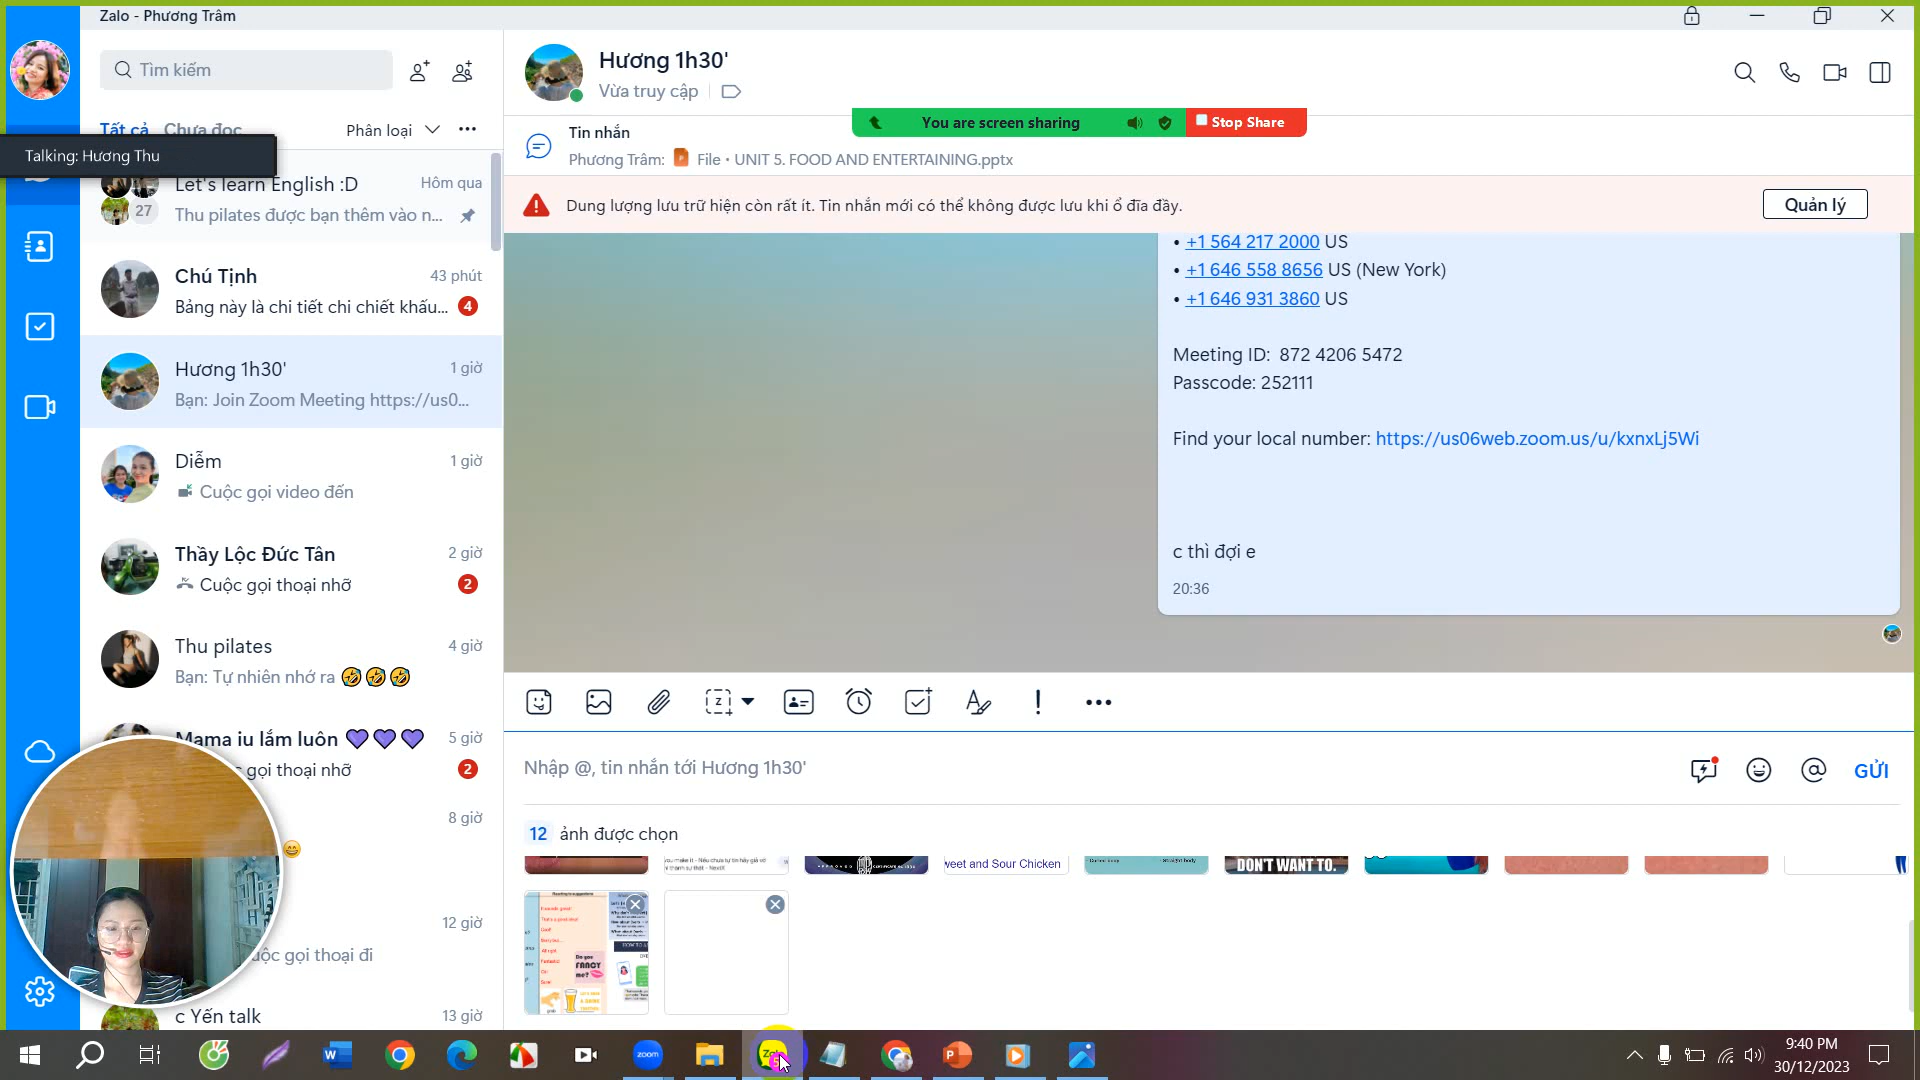 Zalo - Phương Trâm
Tìm kiếm
Tất cả Chưa đọc
Phân loại
Talking: Hương Thu
Let's learn English :D
Hôm qua
27
Thu pilates được bạn thêm vào n...
Chú Tịnh
43 phút
Bảng này là chi tiết chi chiết khấu...
4
Hương 1h30'
1 giờ
Bạn: Join Zoom Meeting https://us0...
Diễm
1 giờ
Cuộc gọi video đến
Thầy Lộc Đức Tân
2 giờ
Cuộc gọi thoại nhỡ
2
Thu pilates
4 giờ
Bạn: Tự nhiên nhớ ra 🤣🤣🤣
Mama iu lắm luôn 💜💜💜
5 giờ
gọi thoại nhỡ
2
8 giờ
12 giờ
gọi thoại đi
c Yến talk
13 giờ
Hương 1h30'
Vừa truy cập
You are screen sharing
Stop Share
Tin nhắn
Phương Trâm: File • UNIT 5. FOOD AND ENTERTAINING.pptx
Dung lượng lưu trữ hiện còn rất ít. Tin nhắn mới có thể không được lưu khi ổ đĩa đầy.
Quản lý
• +1 564 217 2000 US
• +1 646 558 8656 US (New York)
• +1 646 931 3860 US
Meeting ID: 872 4206 5472
Passcode: 252111
Find your local number: https://us06web.zoom.us/u/kxnxLj5Wi
c thì đợi e
20:36
Nhập @, tin nhắn tới Hương 1h30'
GỬI
12 ảnh được chọn
weet and Sour Chicken
DON'T WANT TO.
Do you
FANCY
me?
zoom
9:40 PM
30/12/2023